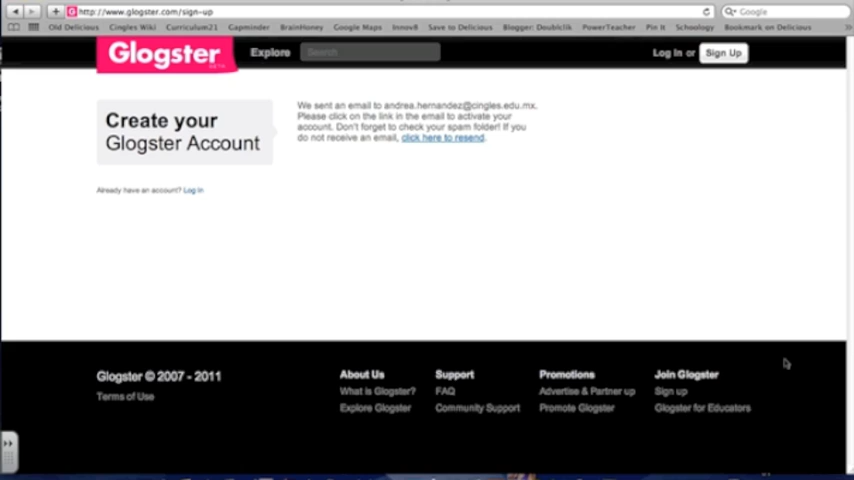 http://www.glogster.com/sign-up
Google
Old Delicious Cingles Wiki Curriculum21 Gapminder BrainHoney Google Maps Innov8 Save to Delicious Blogger: Doublclik PowerTeacher Pin It Schoology Bookmark on Delicious
Glogster
BETA
Explore
Search
Log In or Sign Up
Create your
Glogster Account
We sent an email to andrea.hernandez@cingles.edu.mx.
Please click on the link in the email to activate your
account. Don't forget to check your spam folder! If you
do not receive an email, click here to resend.
Already have an account? Log In
Glogster © 2007 - 2011
Terms of Use
About Us
What is Glogster?
Explore Glogster
Support
FAQ
Community Support
Promotions
Advertise & Partner up
Promote Glogster
Join Glogster
Sign up
Glogster for Educators